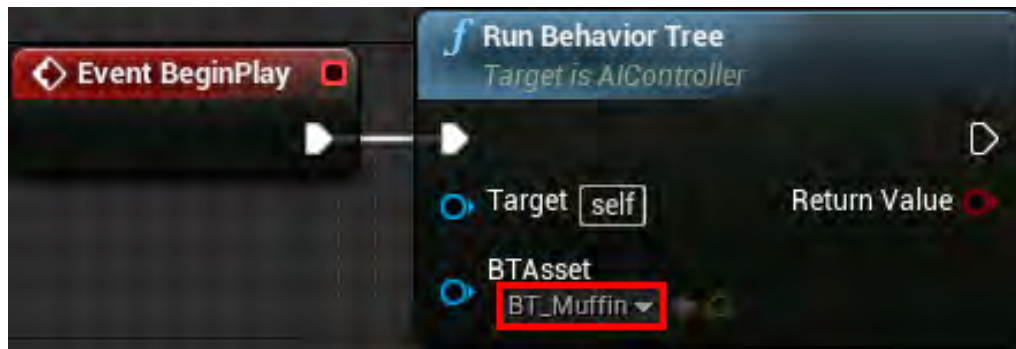 Event BeginPlay
f Run Behavior Tree
Target is AIController
Target self
Return Value
BTAsset
BT_Muffin